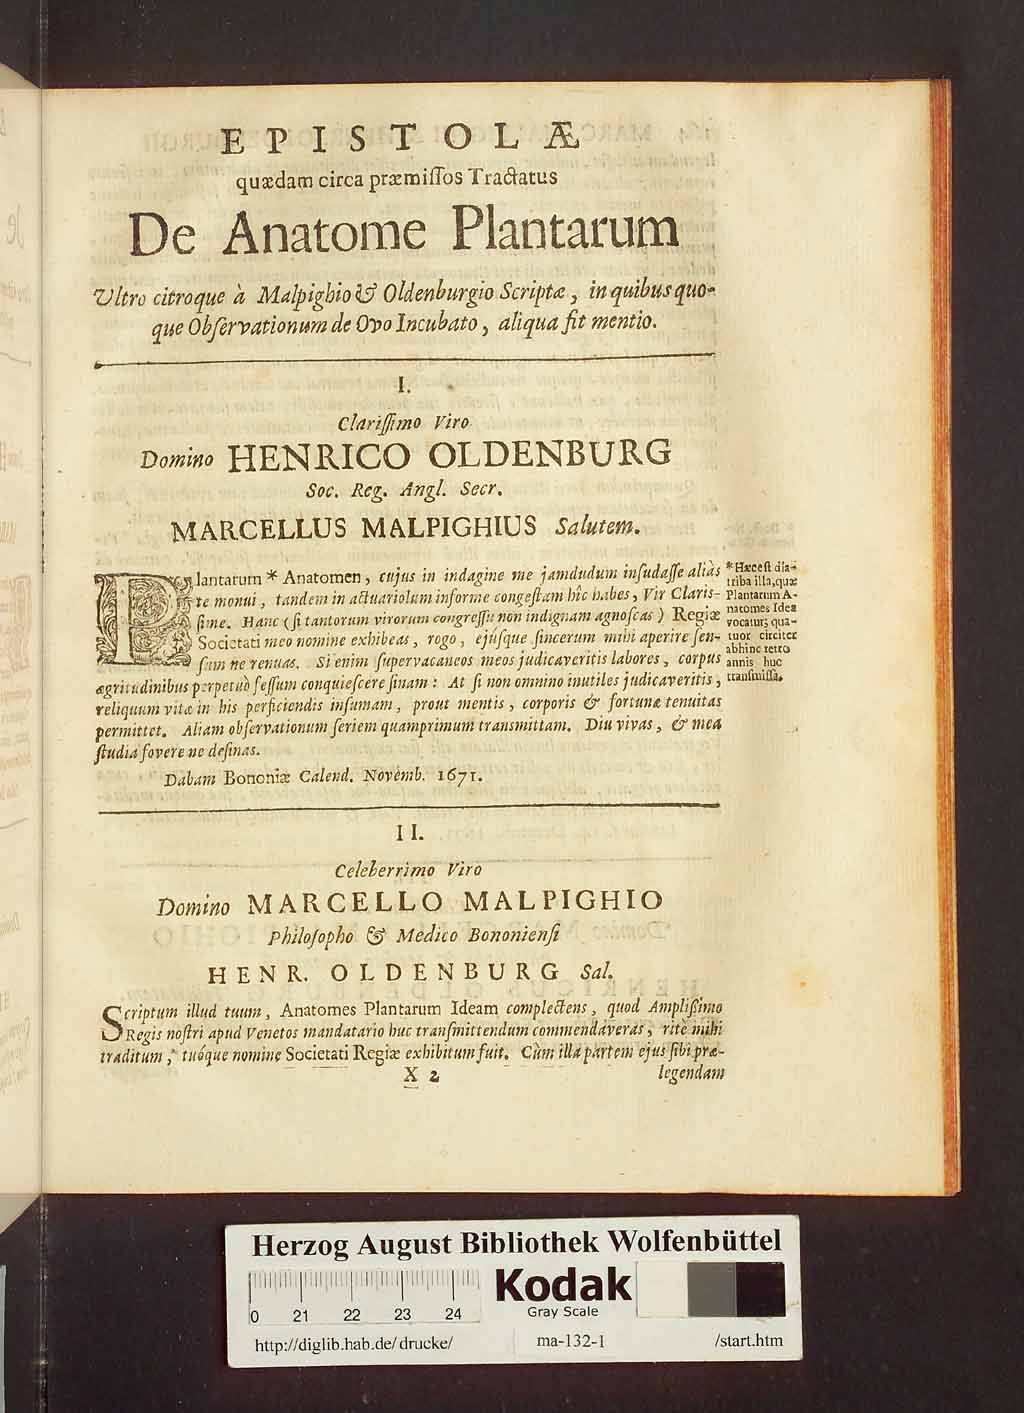 EPISTOLÆ
quædam circa præmiſſos Tractatus
De Anatome Plantarum
Ultro citroque à Malpighio & Oldenburgio Scriptæ, in quibus quo-
que Obſervationum de Ovo Incubato, aliqua fit mentio.
I.
Clariſſimo Viro
Domino HENRICO OLDENBURG
Soc. Reg. Angl. Secr.
MARCELLUS MALPIGHIUS Salutem.
Plantarum * Anatomen, cujus in indagine me jamdudum inſudaſſe aliàs
te monui, tandem in actuariolum informe congeſtam hîc habes, Vir Claris-
ſime. Hanc (ſi tantorum virorum congreſſu non indignam agnoſcas) Regiæ
Societati meo nomine exhibeas, rogo, ejúſque ſincerum mihi aperire ſen-
ſum ne renuas. Si enim ſupervacaneos meos judicaveritis labores, corpus
ægritudinibus perpetuò feſſum conquieſcere ſinam: At ſi non omnino inutiles judicaveritis,
reliquum vitæ in his perficiendis inſumam, prout mentis, corporis & fortunæ tenuitas
permittet. Aliam obſervationum ſeriem quamprimum transmittam. Diu vivas, & mea
ſtudia fovere ne deſinas.
Dabam Bononiæ Calend. Novemb. 1671.
* Hæc eſt dia-
triba illa, quæ
Plantarum A-
natomes Idea
vocatur; qua-
tuor circiter
abhinc retro
annis huc
tranſmiſſa.
II.
Celeberrimo Viro
Domino MARCELLO MALPIGHIO
Philoſopho & Medico Bononienſi
HENR. OLDENBURG Sal.
Scriptum illud tuum, Anatomes Plantarum Ideam complectens, quod Ampliſſimo
Regis noſtri apud Venetos mandatario huc tranſmittendum commendáveras, ritè mihi
traditum, tuóque nomine Societati Regiæ exhibitum fuit. Cùm illa partem ejus ſibi præ-
X 2 legendam
Herzog August Bibliothek Wolfenbüttel
Kodak
Gray Scale
0 21 22 23 24
http://diglib.hab.de/drucke/ ma-132-1 /start.htm